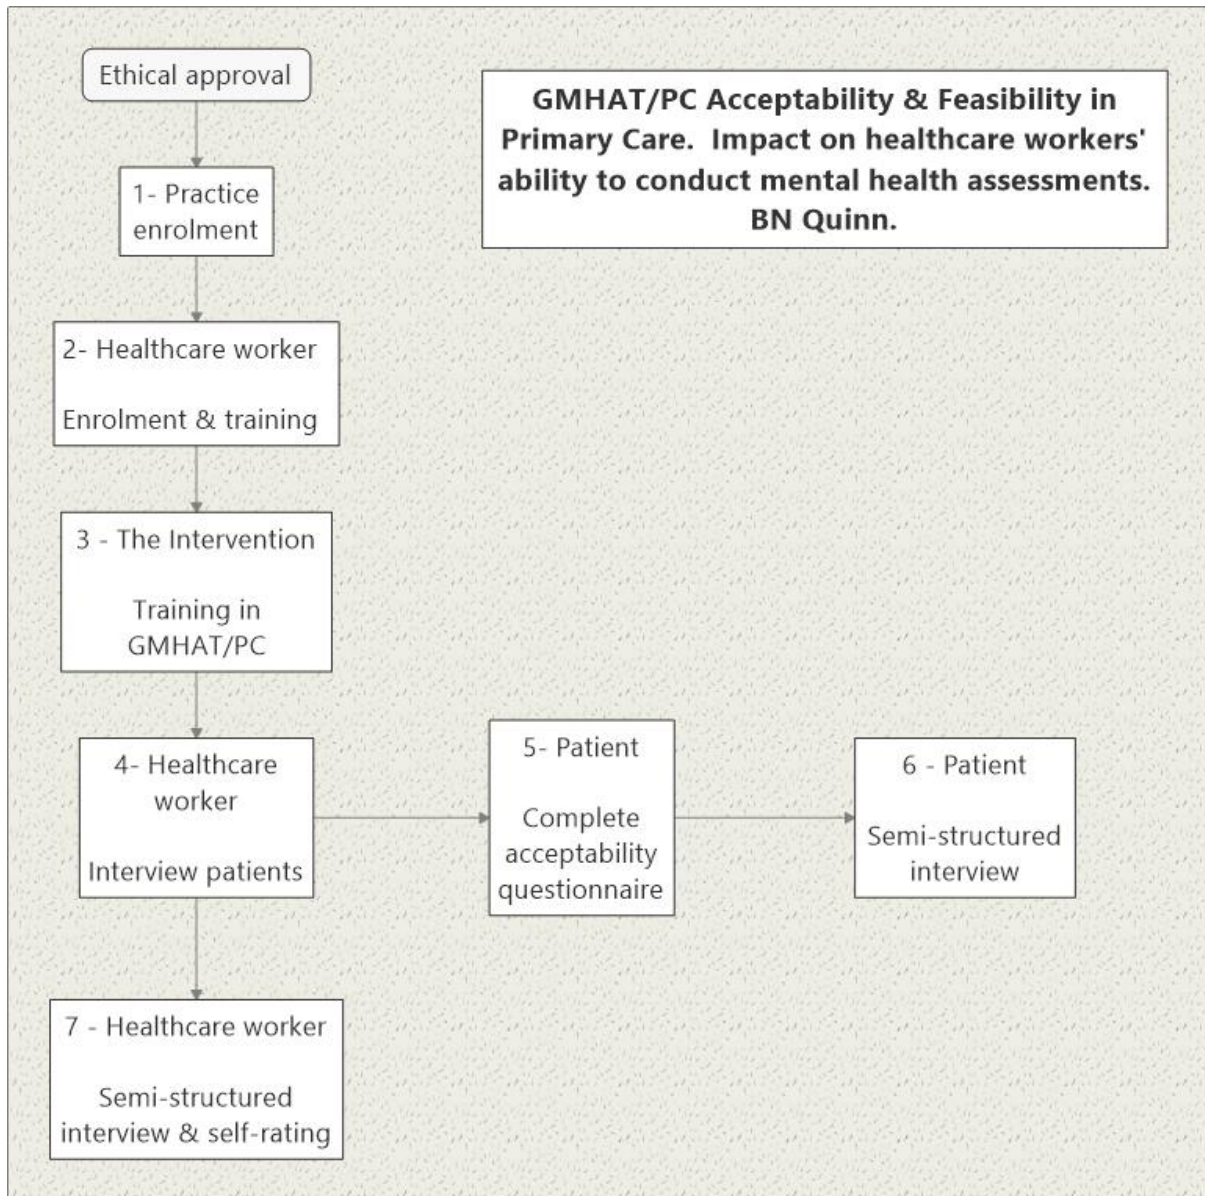 Ethical approval
GMHAT/PC Acceptability & Feasibility in
Primary Care.  Impact on healthcare workers'
ability to conduct mental health assessments.
BN Quinn.
1- Practice
enrolment
2- Healthcare worker
Enrolment & training
3 - The Intervention
Training in
GMHAT/PC
4- Healthcare
worker
Interview patients
5- Patient
Complete
acceptability
questionnaire
6 - Patient
Semi-structured
interview
7 - Healthcare worker
Semi-structured
interview & self-rating